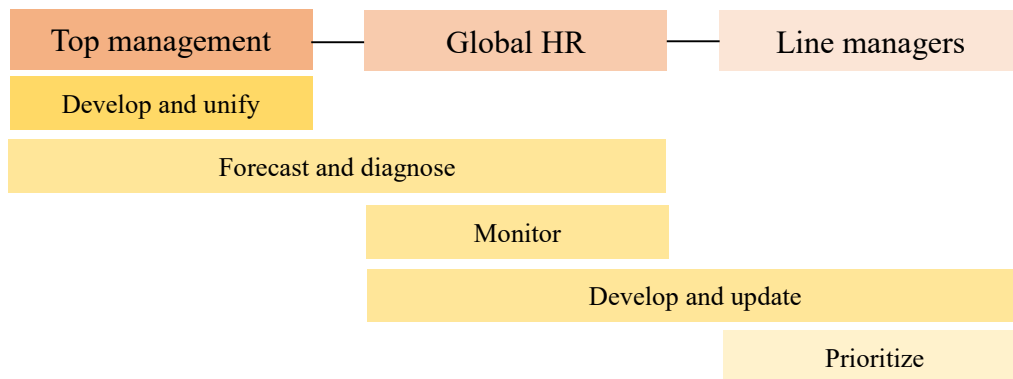 Top management
Global HR
Line managers
Develop and unify
Forecast and diagnose
Monitor
Develop and update
Prioritize